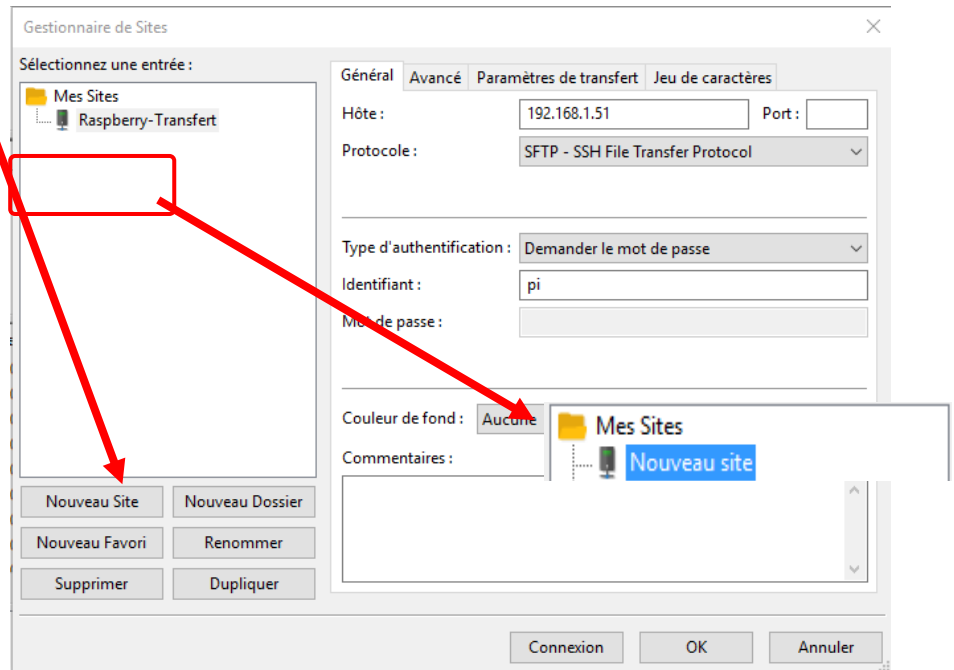 Gestionnaire de Sites
Sélectionnez une entrée :
Mes Sites
Raspberry-Transfert
Nouveau Site
Nouveau Dossier
Nouveau Favori
Renommer
Supprimer
Dupliquer
Général
Avancé
Paramètres de transfert
Jeu de caractères
Hôte :
192.168.1.51
Port :
Protocole :
SFTP - SSH File Transfer Protocol
Type d'authentification :
Demander le mot de passe
Identifiant :
pi
Mot de passe :
Couleur de fond :
Aucune
Commentaires :
Mes Sites
Nouveau site
Connexion
OK
Annuler